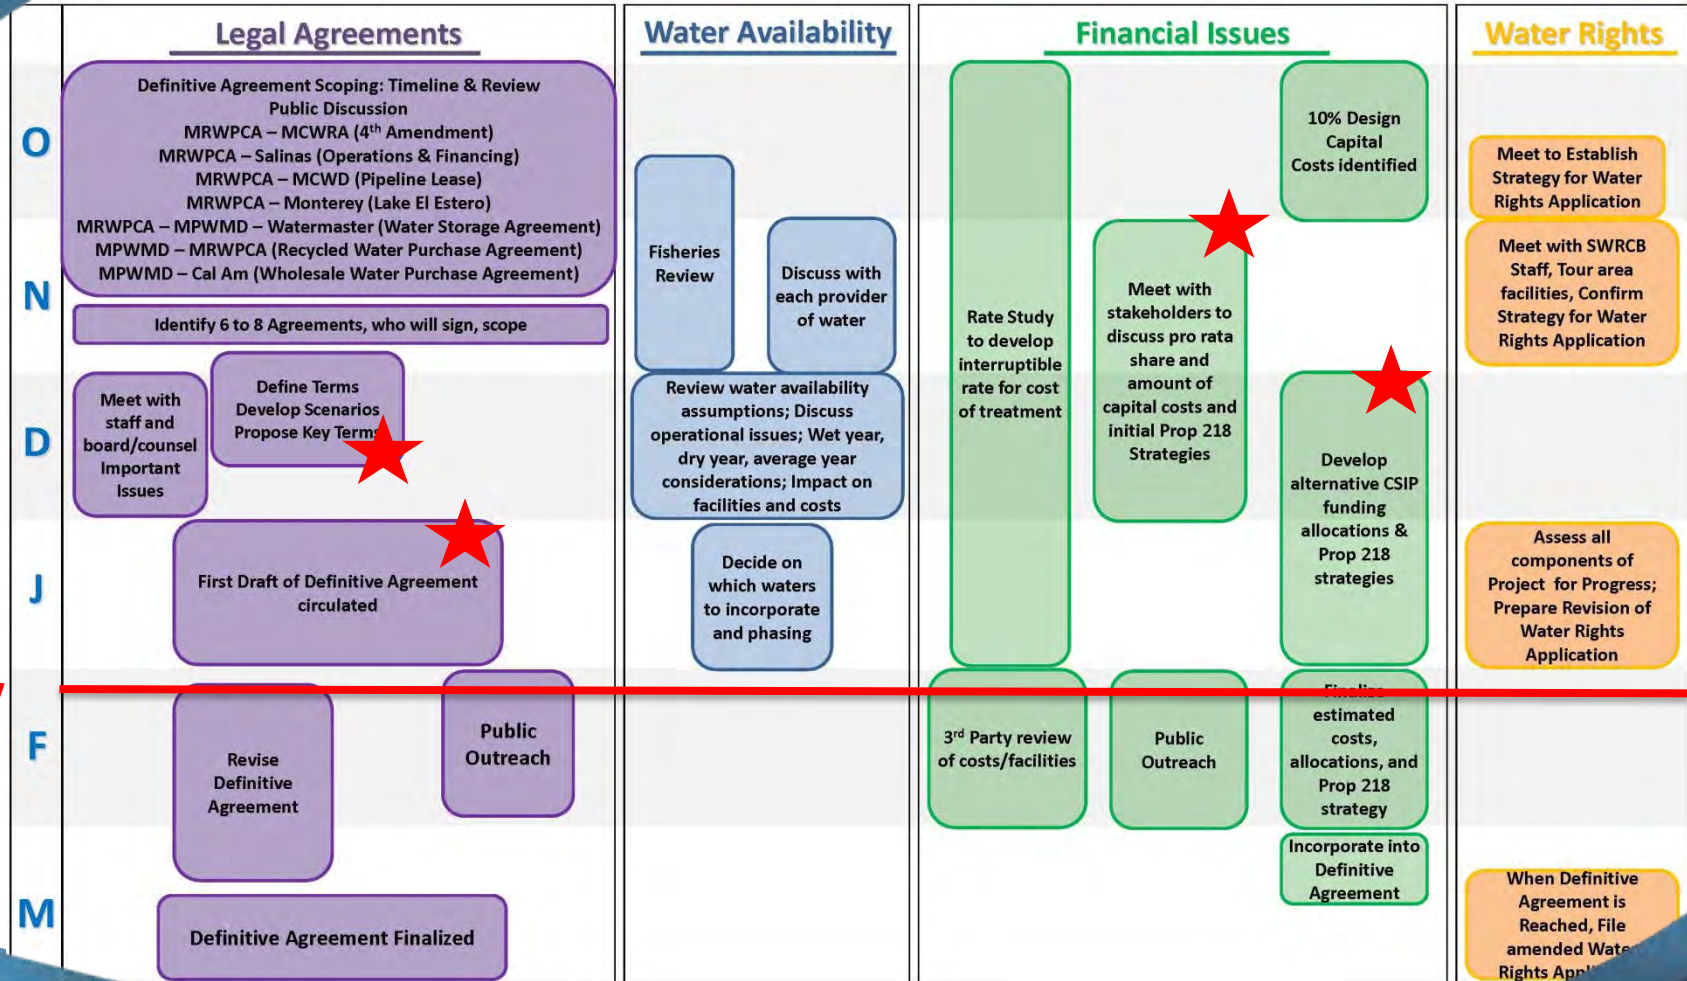 Legal Agreements
Definitive Agreement Scoping: Timeline & Review
Public Discussion
MRWPCA – MCWRA (4th Amendment)
MRWPCA – Salinas (Operations & Financing)
MRWPCA – MCWD (Pipeline Lease)
MRWPCA – Monterey (Lake El Estero)
MRWPCA – MPWMD – Watermaster (Water Storage Agreement)
MPWMD – MRWPCA (Recycled Water Purchase Agreement)
MPWMD – Cal Am (Wholesale Water Purchase Agreement)
Identify 6 to 8 Agreements, who will sign, scope
Meet with
staff and
board/counsel
Important
Issues
Define Terms
Develop Scenarios
Propose Key Terms
First Draft of Definitive Agreement
circulated
Revise
Definitive
Agreement
Public
Outreach
Definitive Agreement Finalized
Water Availability
Fisheries
Review
Discuss with
each provider
of water
Review water availability
assumptions; Discuss
operational issues; Wet year,
dry year, average year
considerations; Impact on
facilities and costs
Decide on
which waters
to incorporate
and phasing
Financial Issues
Rate Study
to develop
interruptible
rate for cost
of treatment
Meet with
stakeholders to
discuss pro rata
share and
amount of
capital costs and
initial Prop 218
Strategies
10% Design
Capital
Costs identified
Develop
alternative CSIP
funding
allocations &
Prop 218
strategies
3rd Party review
of costs/facilities
Public
Outreach
Finalize
estimated
costs,
allocations, and
Prop 218
strategy
Incorporate into
Definitive
Agreement
Water Rights
Meet to Establish
Strategy for Water
Rights Application
Meet with SWRCB
Staff, Tour area
facilities, Confirm
Strategy for Water
Rights Application
Assess all
components of
Project for Progress;
Prepare Revision of
Water Rights
Application
When Definitive
Agreement is
Reached, File
amended Water
Rights
O
N
D
J
F
M